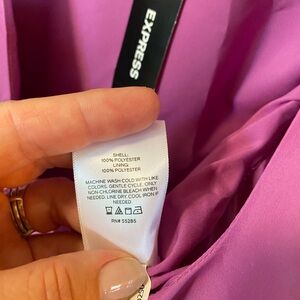 EXPRESS
SHELL:
100% POLYESTER
LINING:
100% POLYESTER
MACHINE WASH COLD WITH LIKE
COLORS. GENTLE CYCLE. ONLY
NON CHLORINE BLEACH WHEN
NEEDED. LINE DRY. COOL IRON IF
NEEDED.
RN# 55285